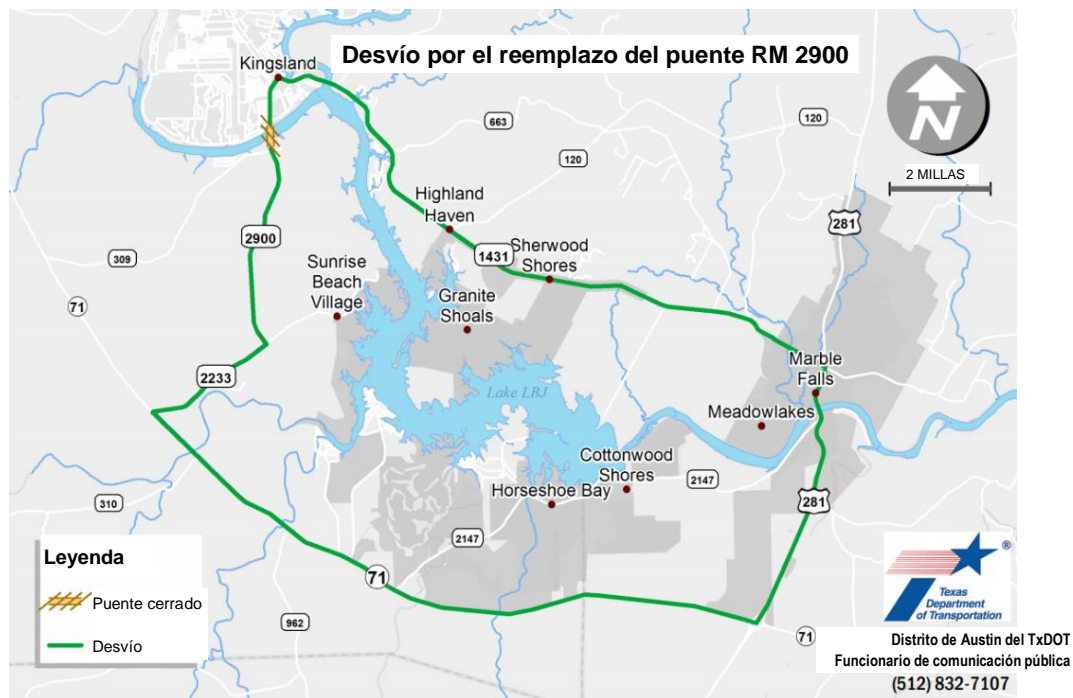 Desvío por el reemplazo del puente RM 2900
Kingsland
N
2 MILLAS
663
120
120
Highland
Haven
281
2900
1431
Sherwood
Shores
309
Sunrise
Beach
Village
Granite
Shoals
71
2233
Marble
Falls
Lake LBJ
Meadowlakes
Cottonwood
Shores
2147
Horseshoe Bay
310
281
2147
71
962
71
Leyenda
Puente cerrado
Desvío
®
Texas
Department
of Transportation
Distrito de Austin del TxDOT
Funcionario de comunicación pública
(512) 832-7107